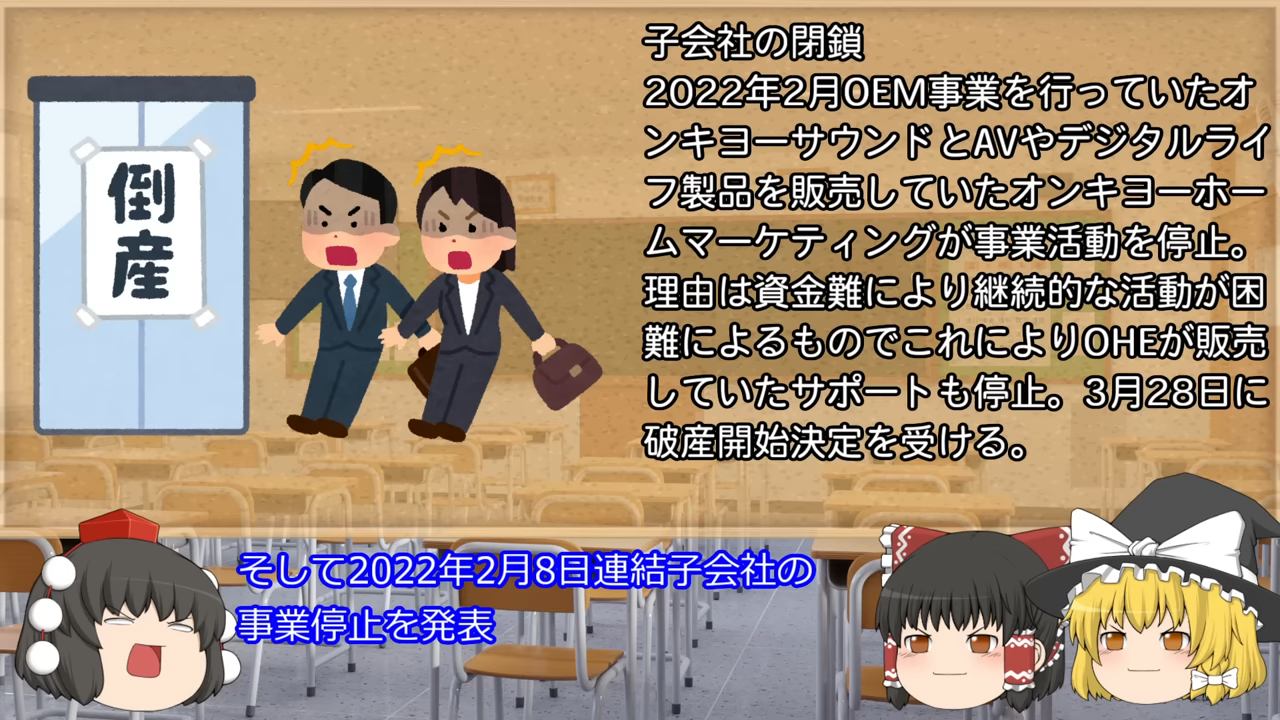 倒産
子会社の閉鎖
2022年2月OEM事業を行っていたオ
ンキヨーサウンドとAVやデジタルライ
フ製品を販売していたオンキヨーホー
ムマーケティングが事業活動を停止。
理由は資金難により継続的な活動が困
難によるものでこれによりOHEが販売
していたサポートも停止。3月28日に
破産開始決定を受ける。
そして2022年2月8日連結子会社の
事業停止を発表